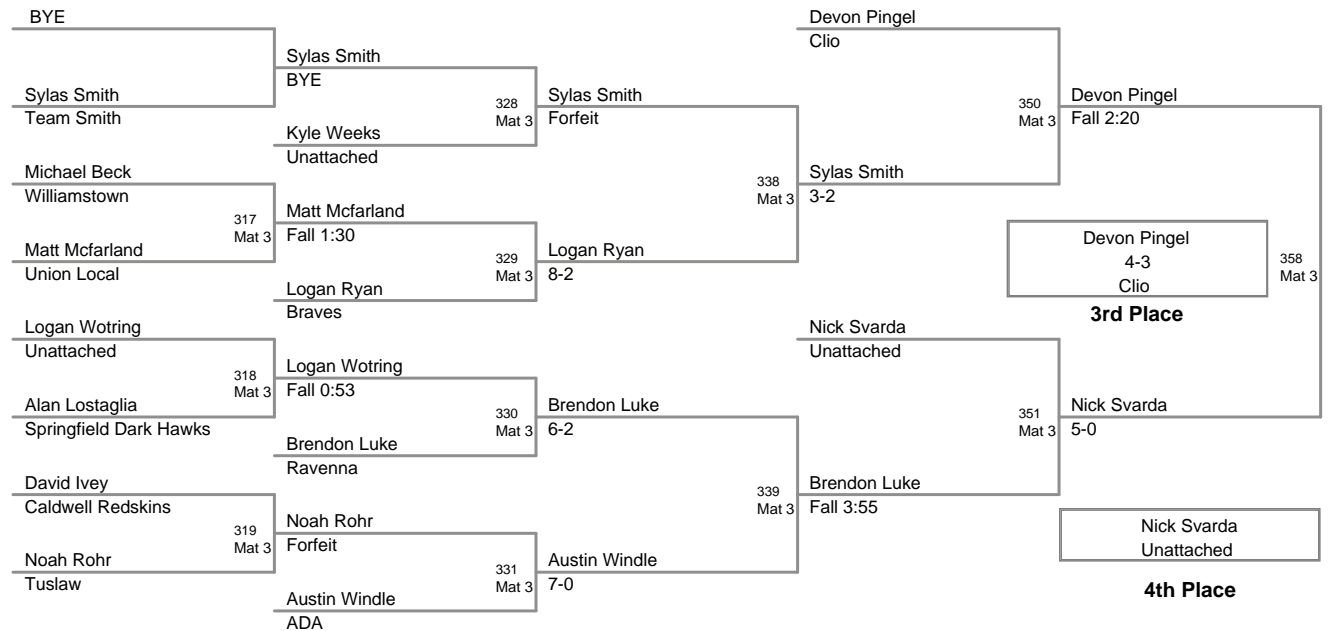 BYE
Sylas Smith
Team Smith
Michael Beck
Williamstown
317
Mat 3
Matt Mcfarland
Union Local
Logan Wotring
Unattached
318
Mat 3
Alan Lostaglia
Springfield Dark Hawks
David Ivey
Caldwell Redskins
319
Mat 3
Noah Rohr
Tuslaw
Sylas Smith
BYE
328
Mat 3
Kyle Weeks
Unattached
Matt Mcfarland
Fall 1:30
329
Mat 3
Logan Ryan
Braves
Logan Wotring
Fall 0:53
330
Mat 3
Brendon Luke
Ravenna
Noah Rohr
Forfeit
331
Mat 3
Austin Windle
ADA
Sylas Smith
Forfeit
338
Mat 3
Logan Ryan
8-2
Brendon Luke
6-2
339
Mat 3
Austin Windle
7-0
Devon Pingel
Clio
350
Mat 3
Sylas Smith
3-2
Nick Svarda
Unattached
351
Mat 3
Brendon Luke
Fall 3:55
Devon Pingel
Fall 2:20
Devon Pingel
4-3
Clio
358
Mat 3
3rd Place
Nick Svarda
5-0
Nick Svarda
Unattached
4th Place